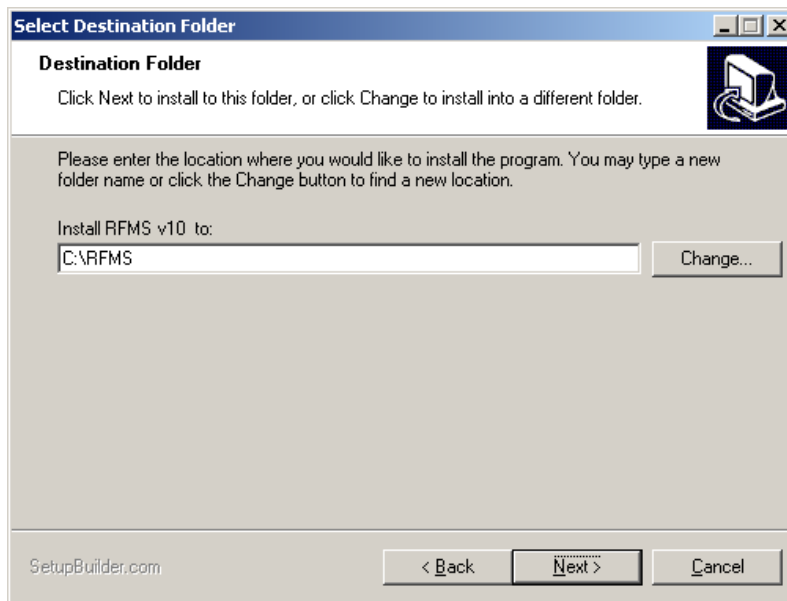 Select Destination Folder
Destination Folder
Click Next to install to this folder, or click Change to install into a different folder.
Please enter the location where you would like to install the program. You may type a new
folder name or click the Change button to find a new location.
Install RFMS v10 to:
C:\RFMS
Change...
SetupBuilder.com
< Back
Next >
Cancel